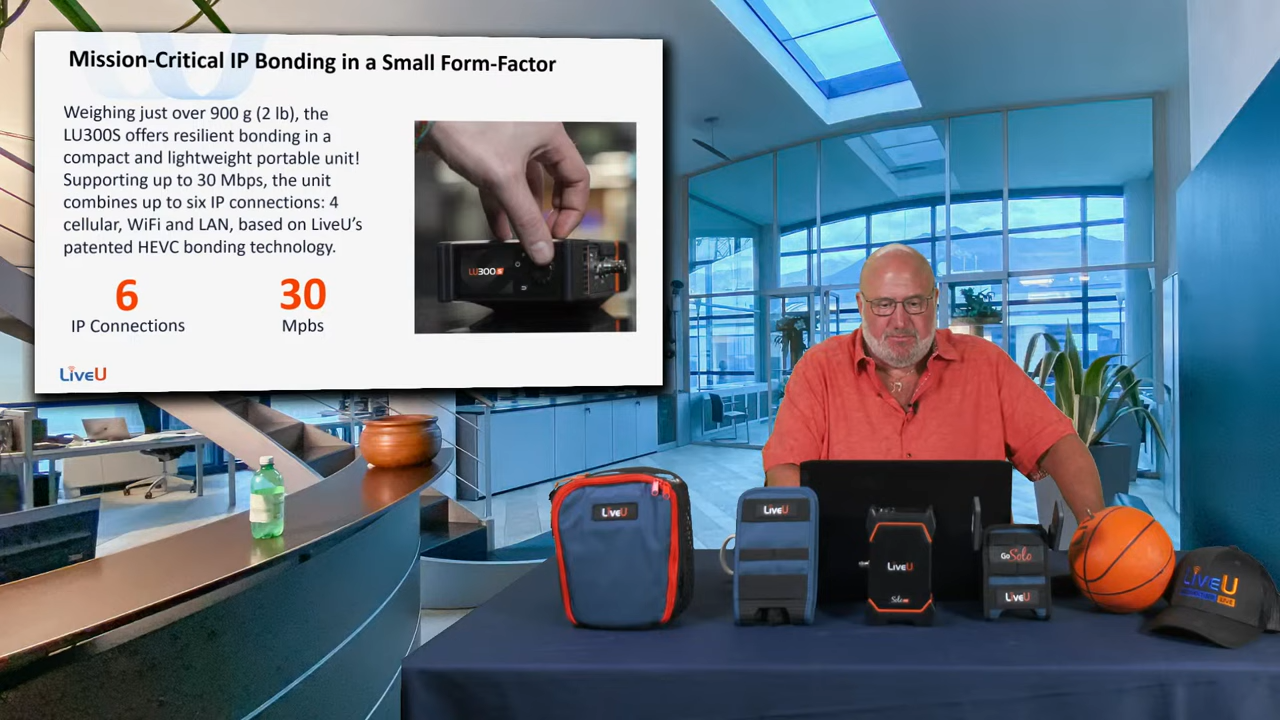 Mission-Critical IP Bonding in a Small Form-Factor
Weighing just over 900 g (2 lb), the
LU300S offers resilient bonding in a
compact and lightweight portable unit!
Supporting up to 30 Mbps, the unit
combines up to six IP connections: 4
cellular, WiFi and LAN, based on LiveU's
patented HEVC bonding technology.
6
IP Connections
30
Mpbs
LU300S
LiveU
LiveU
LiveU
LiveU
Solo
Go Solo
LiveU
LiveU
LIVE